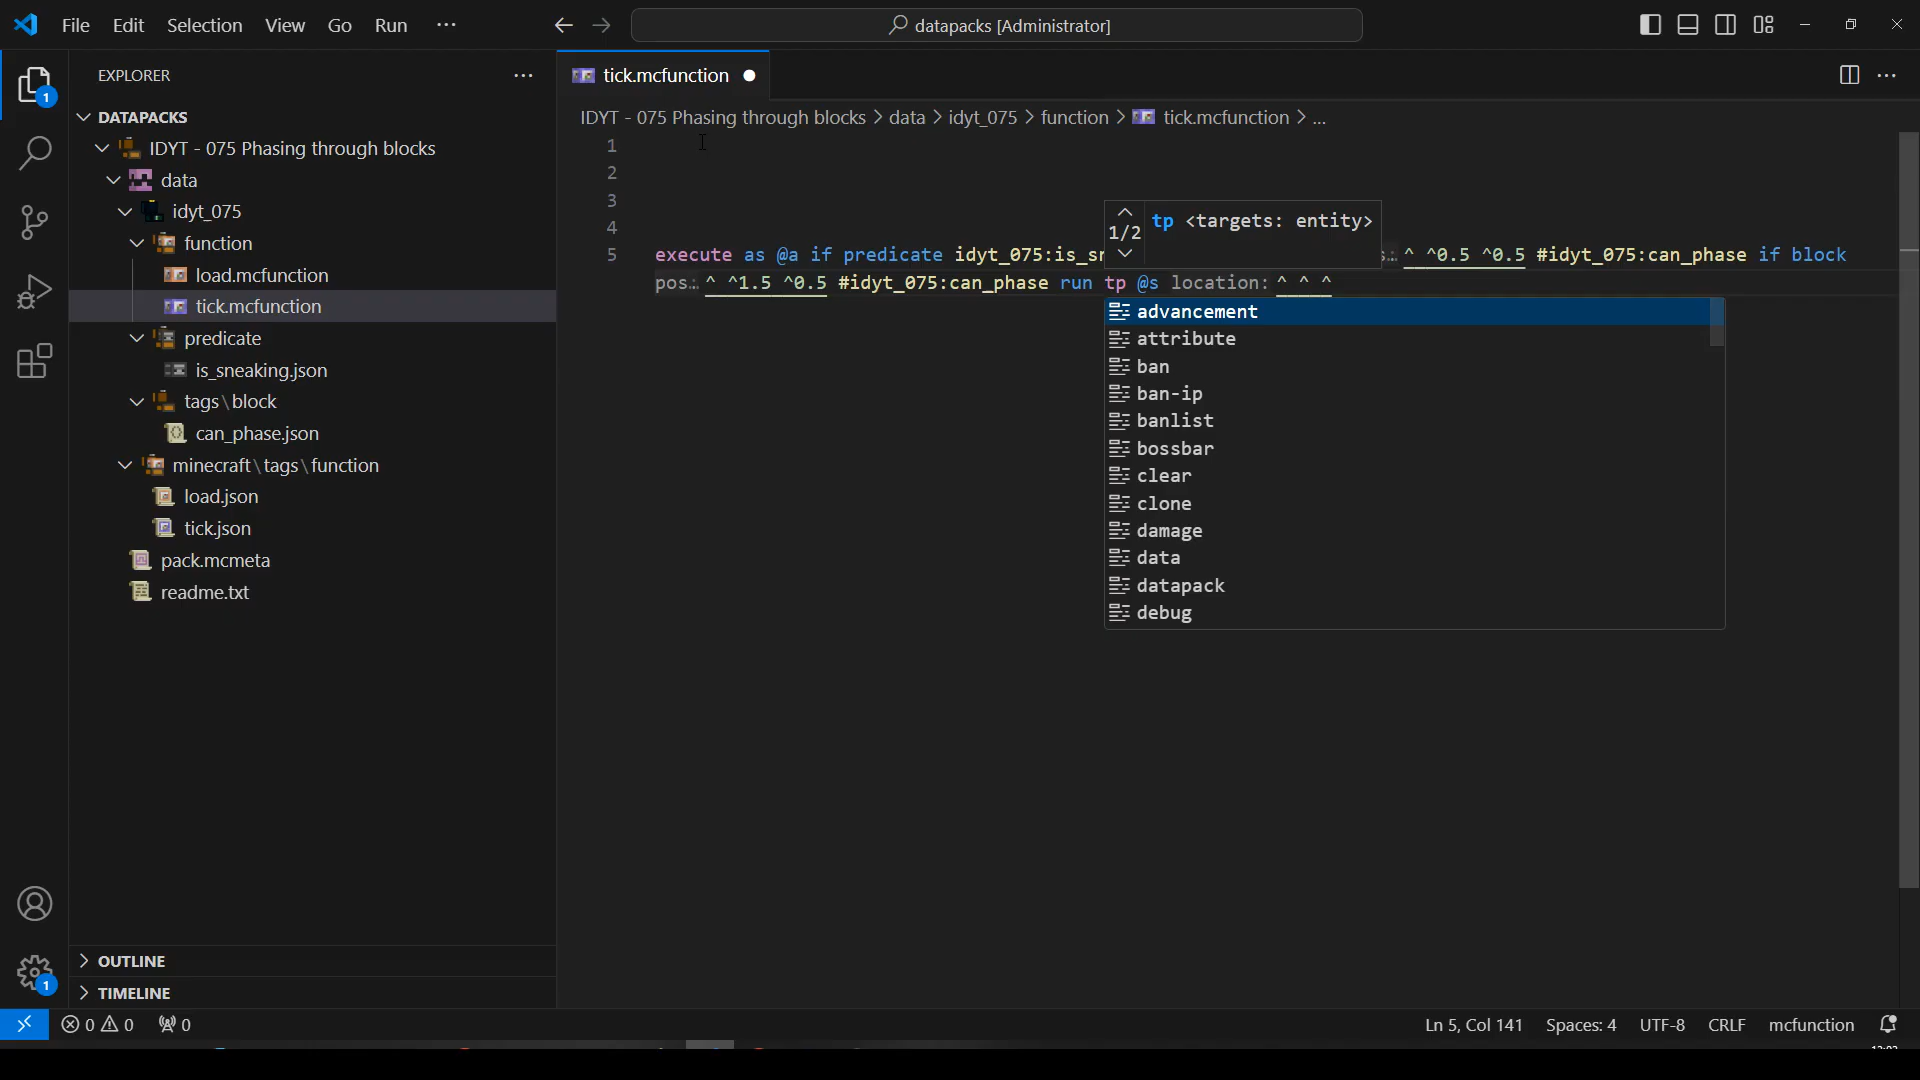 File Edit Selection View Go Run ··· datapacks [Administrator]
EXPLORER
DATAPACKS
IDYT - 075 Phasing through blocks
data
idyt_075
function
load.mcfunction
tick.mcfunction
predicate
is_sneaking.json
tags\block
can_phase.json
minecraft\tags\function
load.json
tick.json
pack.mcmeta
readme.txt
OUTLINE
TIMELINE
1
1
tick.mcfunction
IDYT - 075 Phasing through blocks > data > idyt_075 > function > tick.mcfunction > ...
1
2
3
4
5 execute as @a if predicate idyt_075:is_sr ^ ^0.5 ^0.5 #idyt_075:can_phase if block
pos… ^ ^1.5 ^0.5 #idyt_075:can_phase run tp @s location: ^ ^ ^
1/2 tp <targets: entity>
advancement
attribute
ban
ban-ip
banlist
bossbar
clear
clone
damage
data
datapack
debug
0 0 0 Ln 5, Col 141 Spaces: 4 UTF-8 CRLF mcfunction